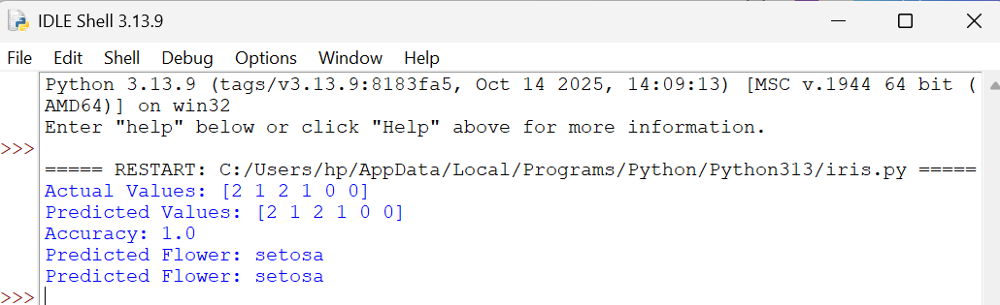 IDLE Shell 3.13.9
File Edit Shell Debug Options Window Help
Python 3.13.9 (tags/v3.13.9:8183fa5, Oct 14 2025, 14:09:13) [MSC v.1944 64 bit (
AMD64)] on win32
Enter "help" below or click "Help" above for more information.
>>>
===== RESTART: C:/Users/hp/AppData/Local/Programs/Python/Python313/iris.py =====
Actual Values: [2 1 2 1 0 0]
Predicted Values: [2 1 2 1 0 0]
Accuracy: 1.0
Predicted Flower: setosa
Predicted Flower: setosa
>>>